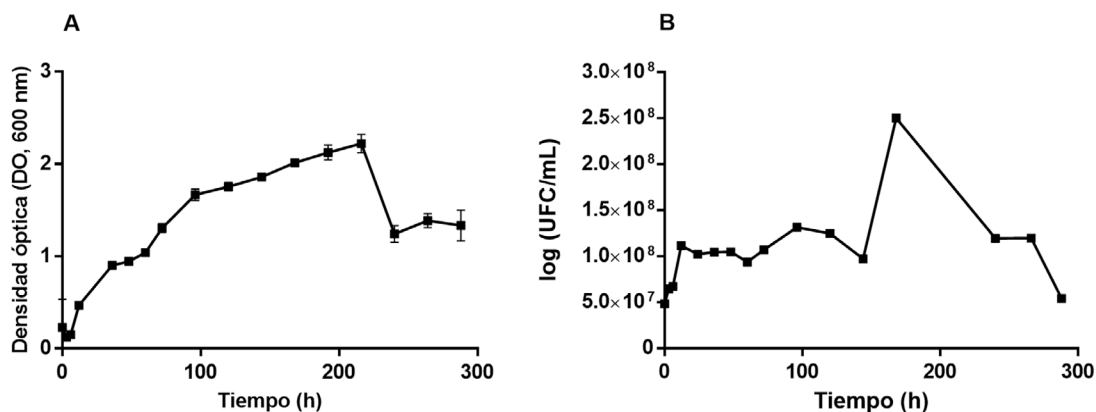 A
Densidad óptica (DO, 600 nm)
3
2
1
0
0 100 200 300
Tiempo (h)
B
log (UFC/mL)
3.0×10⁸
2.5×10⁸
2.0×10⁸
1.5×10⁸
1.0×10⁸
5.0×10⁷
0
0 100 200 300
Tiempo (h)